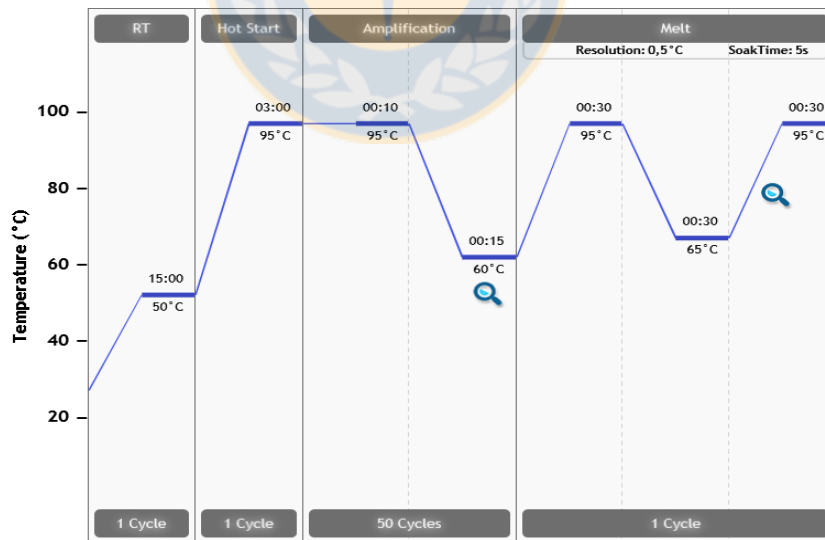 RT
Hot Start
Amplification
Melt
Resolution: 0,5°C SoakTime: 5s
100
80
60
40
20
Temperature (°C)
15:00
50°C
03:00
95°C
00:10
95°C
00:15
60°C
00:30
95°C
00:30
65°C
00:30
95°C
1 Cycle
1 Cycle
50 Cycles
1 Cycle